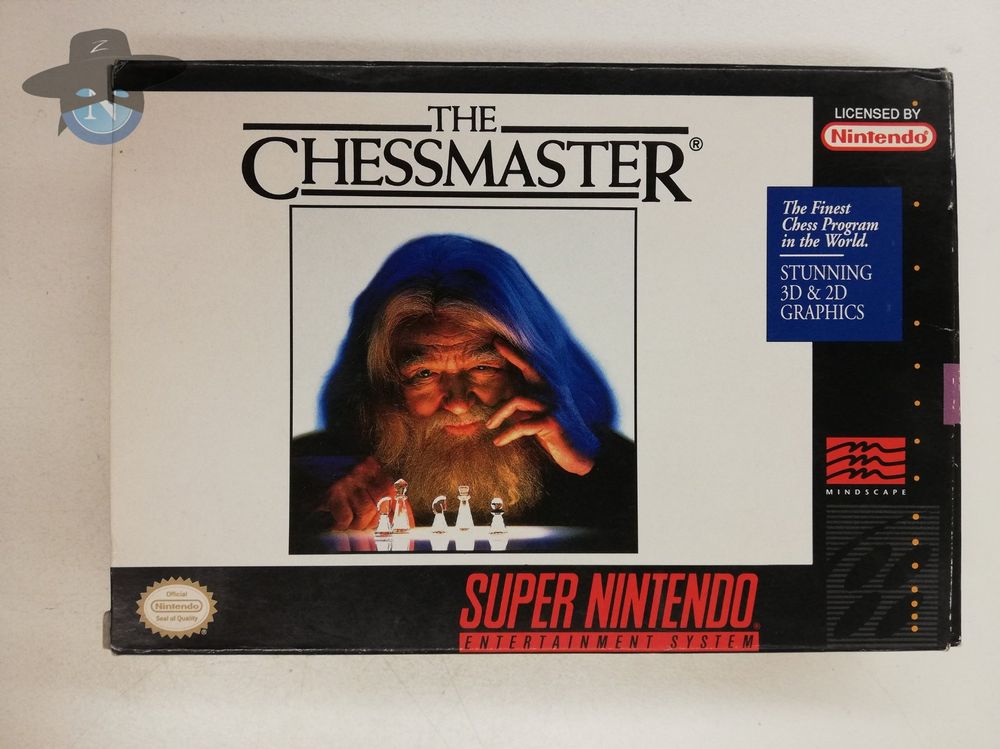 Z
N
THE
CHESSMASTER®
LICENSED BY
Nintendo®
The Finest
Chess Program
in the World.
STUNNING
3D & 2D
GRAPHICS
MINDSCAPE
Official
Nintendo
Seal of Quality
®
SUPER NINTENDO®
ENTERTAINMENT SYSTEM